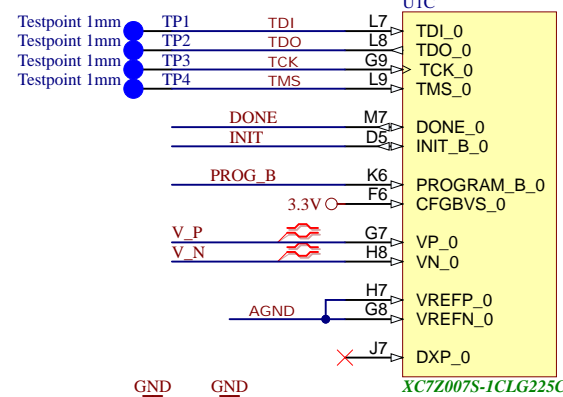 U1C
Testpoint 1mm TP1 TDI L7 TDI_0
Testpoint 1mm TP2 TDO L8 TDO_0
Testpoint 1mm TP3 TCK G9 TCK_0
Testpoint 1mm TP4 TMS L9 TMS_0
DONE M7 DONE_0
INIT D5 INIT_B_0
PROG_B K6 PROGRAM_B_0
3.3V F6 CFGBVS_0
V_P G7 VP_0
V_N H8 VN_0
H7 VREFP_0
AGND G8 VREFN_0
J7 DXP_0
GND GND XC7Z007S-1CLG225C